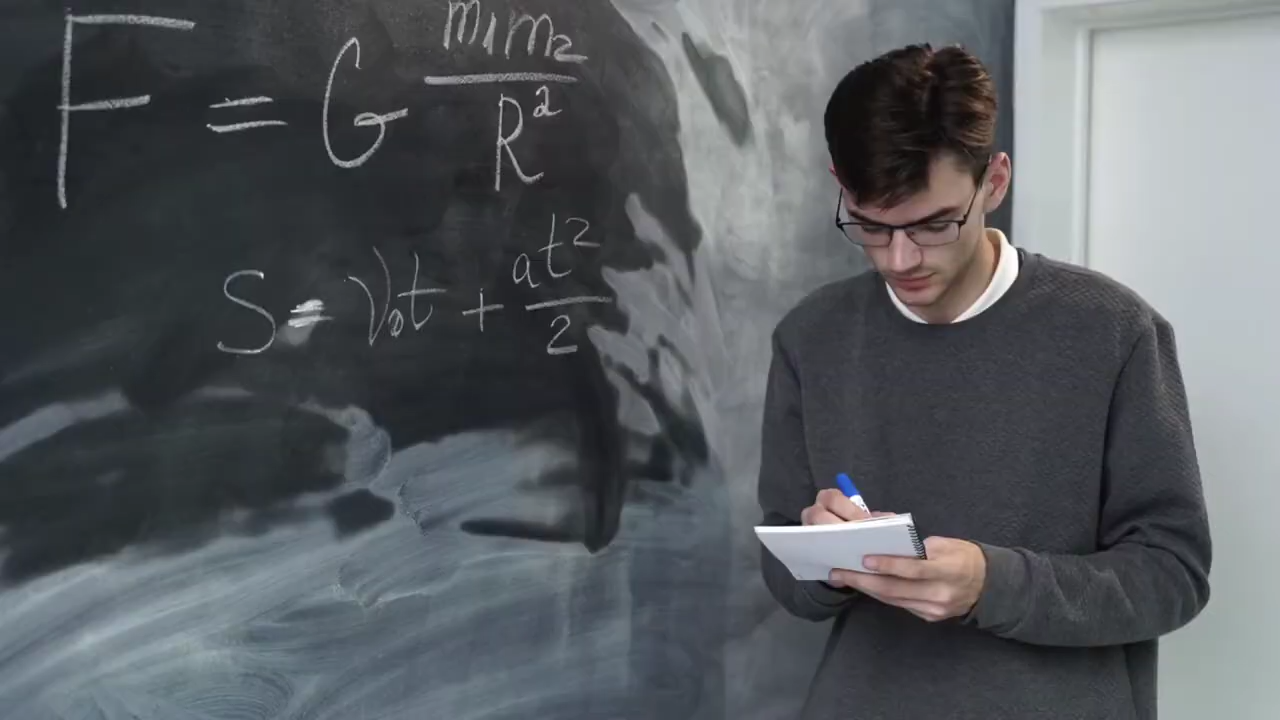 F = G m₁m₂/R²
S = V₀t + at²/2